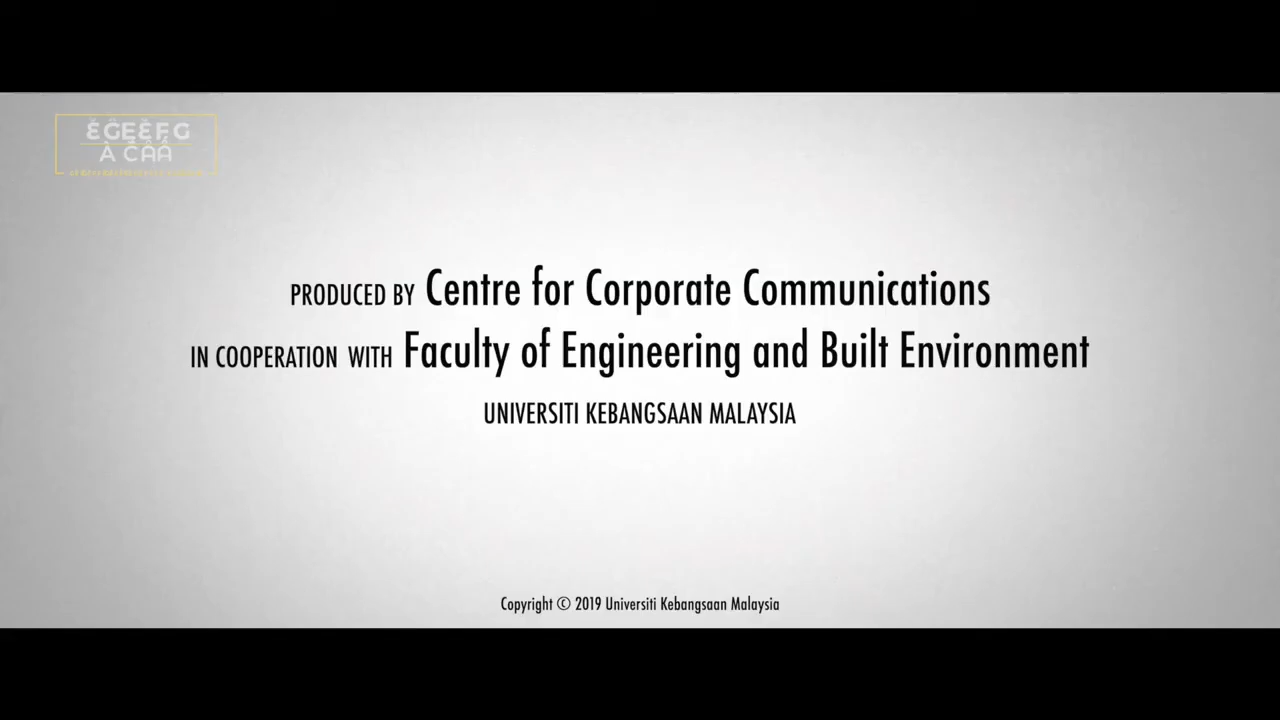 PRODUCED BY Centre for Corporate Communications
IN COOPERATION WITH Faculty of Engineering and Built Environment
UNIVERSITI KEBANGSAAN MALAYSIA
Copyright © 2019 Universiti Kebangsaan Malaysia